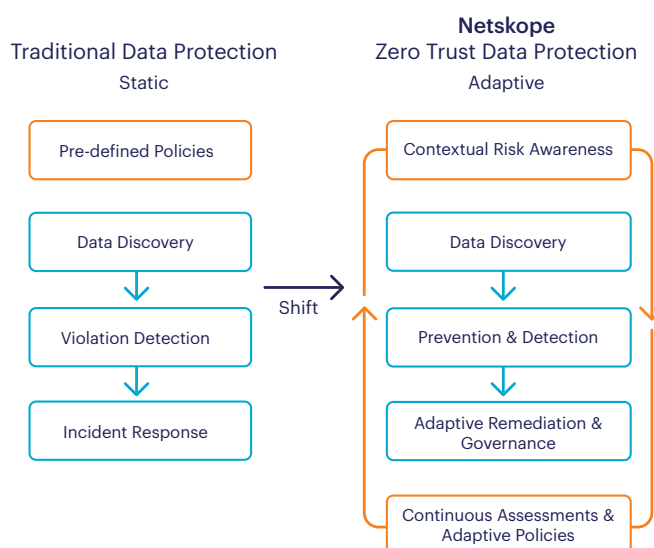 Traditional Data Protection
Static
Pre-defined Policies
Data Discovery
Violation Detection
Incident Response
Shift
Netskope
Zero Trust Data Protection
Adaptive
Contextual Risk Awareness
Data Discovery
Prevention & Detection
Adaptive Remediation &
Governance
Continuous Assessments &
Adaptive Policies